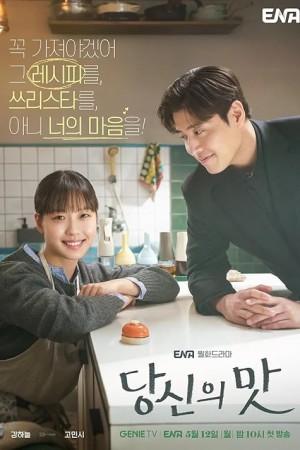 ENA
꼭 가져야겠어
그 레시피를,
쓰리스타를,
아니 너의 마음을!
ENA 월화드라마
당신의 맛
강하늘 고민시
GENIE TV ENA 5월 12일 | 월 | 밤 10시 첫 방송